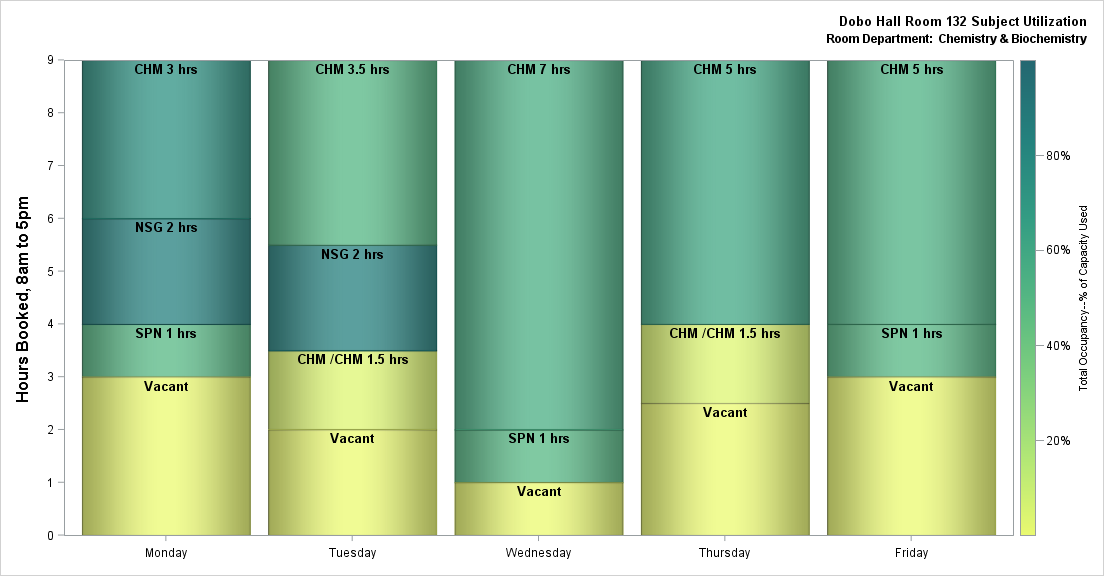 Dobo Hall Room 132 Subject Utilization
Room Department: Chemistry & Biochemistry
Hours Booked, 8am to 5pm
9
8
7
6
5
4
3
2
1
0
CHM 3 hrs
NSG 2 hrs
SPN 1 hrs
Vacant
CHM 3.5 hrs
NSG 2 hrs
CHM /CHM 1.5 hrs
Vacant
CHM 7 hrs
SPN 1 hrs
Vacant
CHM 5 hrs
CHM /CHM 1.5 hrs
Vacant
CHM 5 hrs
SPN 1 hrs
Vacant
Monday
Tuesday
Wednesday
Thursday
Friday
80%
60%
40%
20%
Total Occupancy--% of Capacity Used